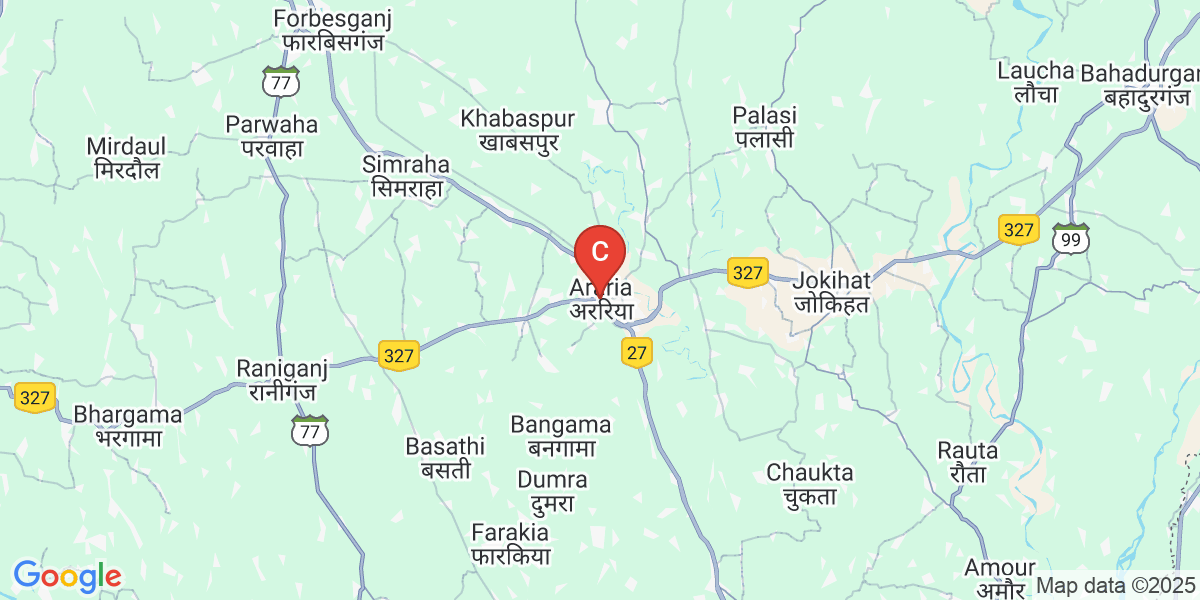 Forbesganj
फारबिसगंज
77
Laucha
लौचा
Bahadurgan
बहादुरगंज
Khabaspur
खाबसपुर
Palasi
पलासी
Parwaha
परवाहा
Mirdaul
मिरदौल
Simraha
सिमराहा
327
99
C
Araria
अररिया
327
Jokihat
जोकिहत
27
327
Raniganj
रानीगंज
327
Bhargama
भरगामा
77
Bangama
बनगामा
Basathi
बसती
Rauta
रौता
Chaukta
चुकता
Dumra
दुमरा
Farakia
फारकिया
Amour
अमौर
Google
Map data ©2025